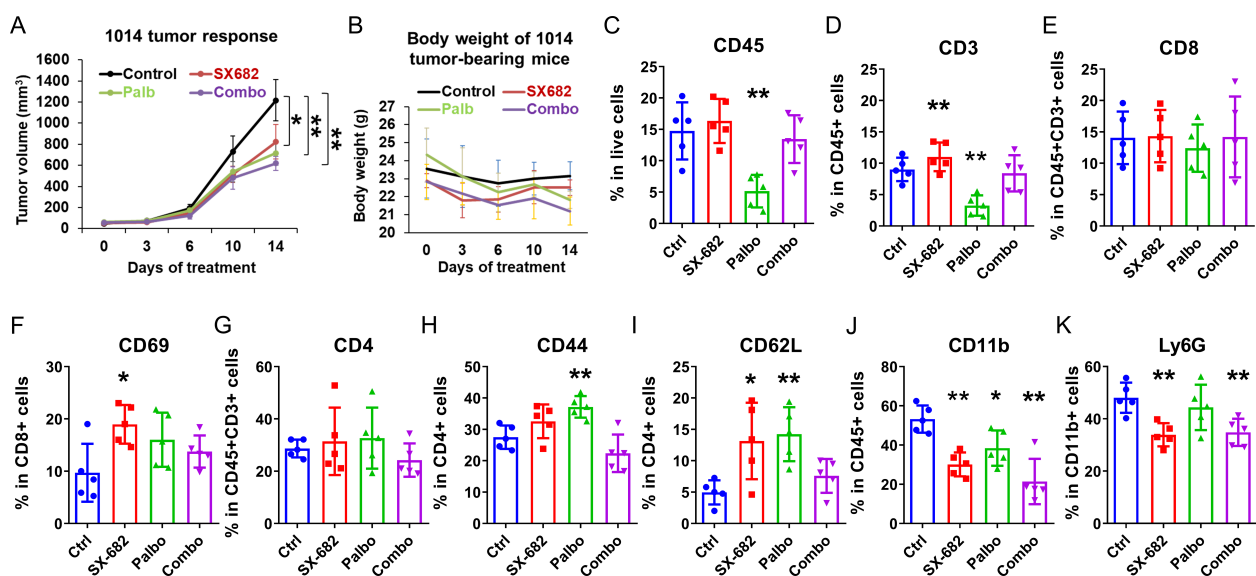 A
1014 tumor response
Tumor volume (mm³)
1600
1400
1200
1000
800
600
400
200
0
Control
SX682
Palb
Combo
*
**
**
0 3 6 10 14
Days of treatment
B
Body weight of 1014
tumor-bearing mice
Body weight (g)
27
26
25
24
23
22
21
20
Control
SX682
Palb
Combo
0 3 6 10 14
Days of treatment
C
CD45
% in live cells
25
20
15
10
5
0
**
Ctrl SX-682 Palbo Combo
D
CD3
% in CD45+ cells
25
20
15
10
5
0
**
**
Ctrl SX-682 Palbo Combo
E
CD8
% in CD45+CD3+ cells
25
20
15
10
5
0
Ctrl SX-682 Palbo Combo
F
CD69
% in CD8+ cells
30
20
10
0
*
Ctrl SX-682 Palbo Combo
G
CD4
% in CD45+CD3+ cells
60
40
20
0
Ctrl SX-682 Palbo Combo
H
CD44
% in CD4+ cells
50
40
30
20
10
0
**
Ctrl SX-682 Palbo Combo
I
CD62L
% in CD4+ cells
25
20
15
10
5
0
*
**
Ctrl SX-682 Palbo Combo
J
CD11b
% in CD45+ cells
80
60
40
20
0
**
*
**
Ctrl SX-682 Palbo Combo
K
Ly6G
% in CD11b+ cells
60
40
20
0
**
**
Ctrl SX-682 Palbo Combo